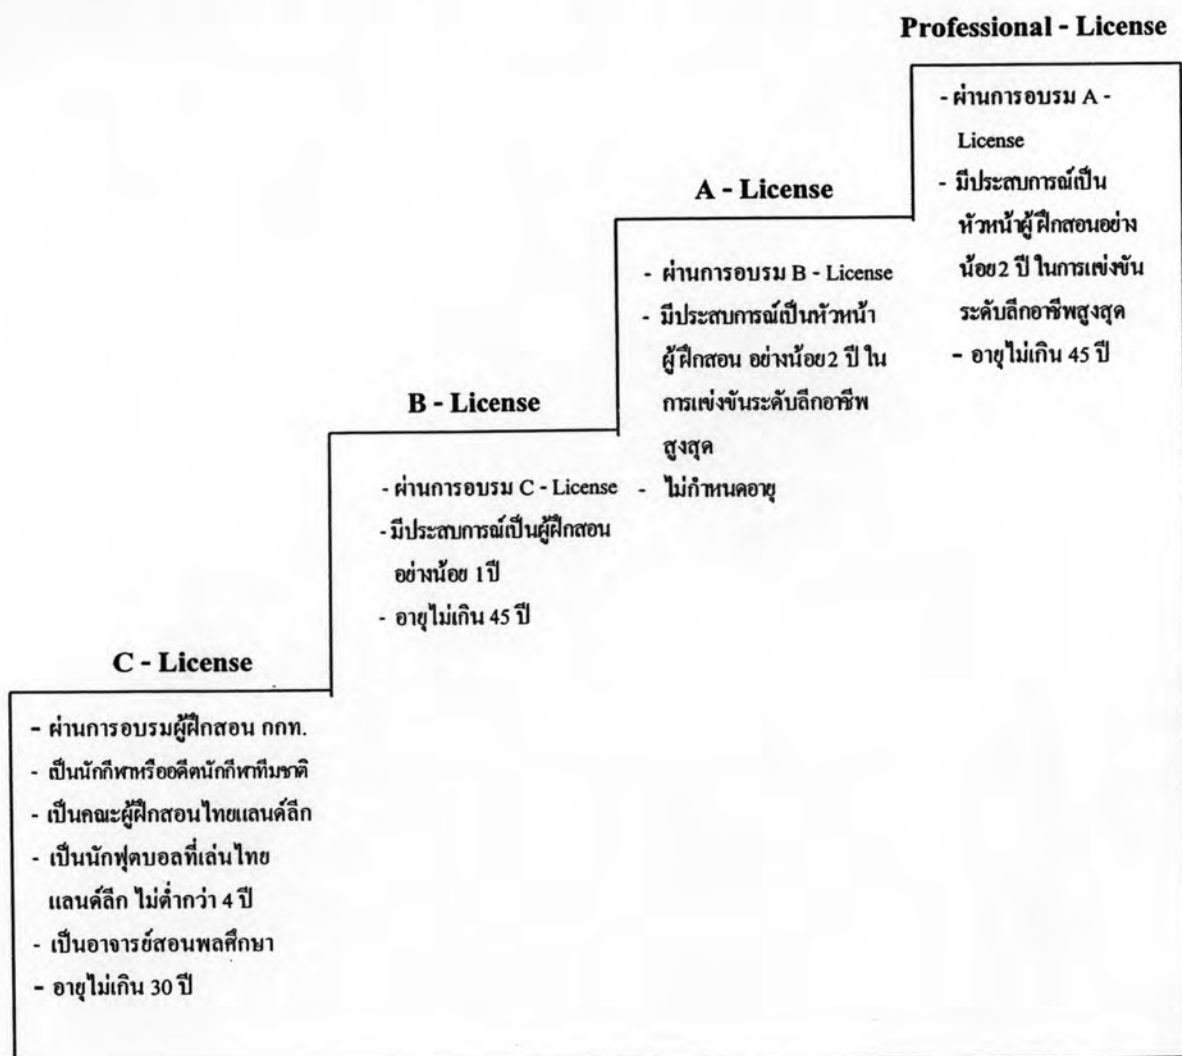 Professional - License
- ผ่านการอบรม A -
License
- มีประสบการณ์เป็น
หัวหน้าผู้ฝึกสอนอย่าง
น้อย2 ปี ในการแข่งขัน
ระดับลีกอาชีพสูงสุด
- อายุไม่เกิน 45 ปี
A - License
- ผ่านการอบรม B - License
- มีประสบการณ์เป็นหัวหน้า
ผู้ฝึกสอน อย่างน้อย2 ปี ใน
การแข่งขันระดับลีกอาชีพ
สูงสุด
- ไม่กำหนดอายุ
B - License
- ผ่านการอบรม C - License
- มีประสบการณ์เป็นผู้ฝึกสอน
อย่างน้อย 1ปี
- อายุไม่เกิน 45 ปี
C - License
- ผ่านการอบรมผู้ฝึกสอน กกท.
- เป็นนักกีฬาหรืออดีตนักกีฬาทีมชาติ
- เป็นคณะผู้ฝึกสอนไทยแลนด์ลีก
- เป็นนักฟุตบอลที่เล่นไทย
แลนด์ลีก ไม่ต่ำกว่า 4 ปี
- เป็นอาจารย์สอนพลศึกษา
- อายุไม่เกิน 30 ปี